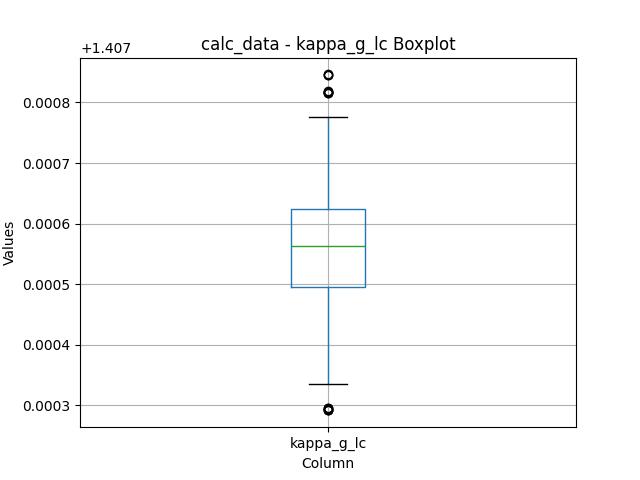 calc_data - kappa_g_lc Boxplot
+1.407
0.0008
0.0007
0.0006
0.0005
0.0004
0.0003
Values
kappa_g_lc
Column